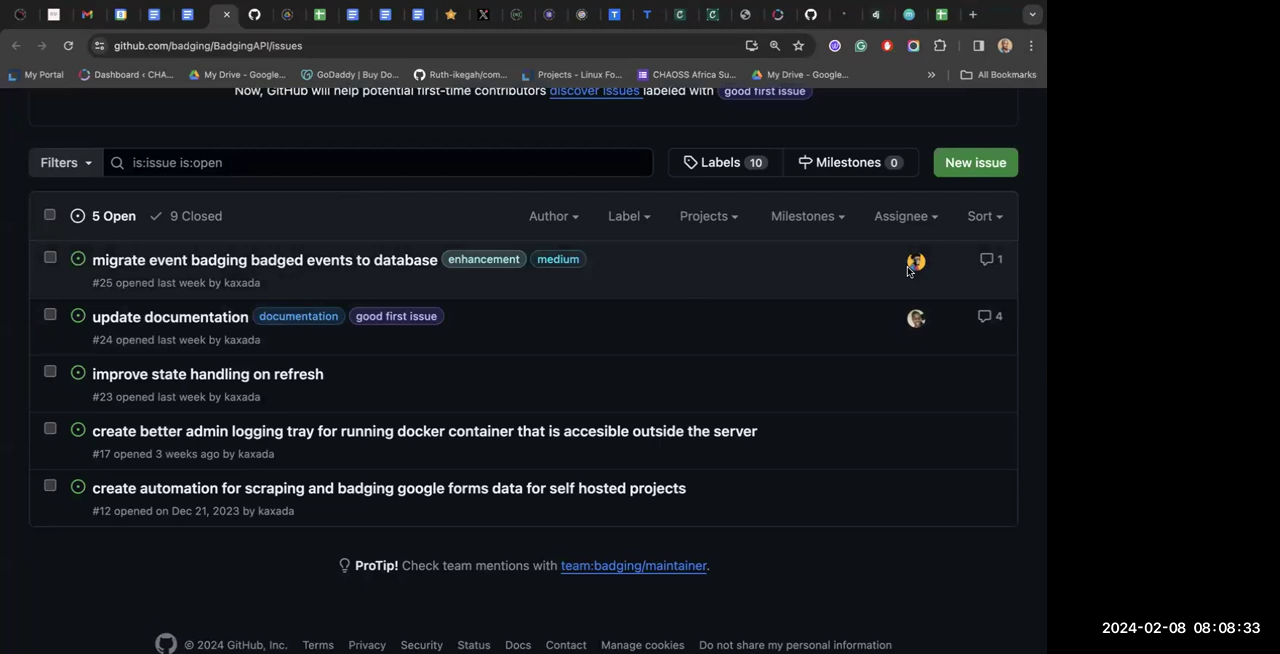 github.com/badging/BadgingAPI/issues
My Portal
Dashboard ‹ CHA...
My Drive - Google...
GoDaddy | Buy Do...
Ruth-ikegah/com...
Projects - Linux Fo...
CHAOSS Africa Su...
My Drive - Google...
»
All Bookmarks
Now, GitHub will help potential first-time contributors discover issues labeled with good first issue
Filters
is:issue is:open
Labels 10
Milestones 0
New issue
5 Open
9 Closed
Author
Label
Projects
Milestones
Assignee
Sort
migrate event badging badged events to database enhancement medium
1
#25 opened last week by kaxada
update documentation documentation good first issue
4
#24 opened last week by kaxada
improve state handling on refresh
#23 opened last week by kaxada
create better admin logging tray for running docker container that is accesible outside the server
#17 opened 3 weeks ago by kaxada
create automation for scraping and badging google forms data for self hosted projects
#12 opened on Dec 21, 2023 by kaxada
ProTip! Check team mentions with team:badging/maintainer.
© 2024 GitHub, Inc.
Terms
Privacy
Security
Status
Docs
Contact
Manage cookies
Do not share my personal information
2024-02-08 08:08:33